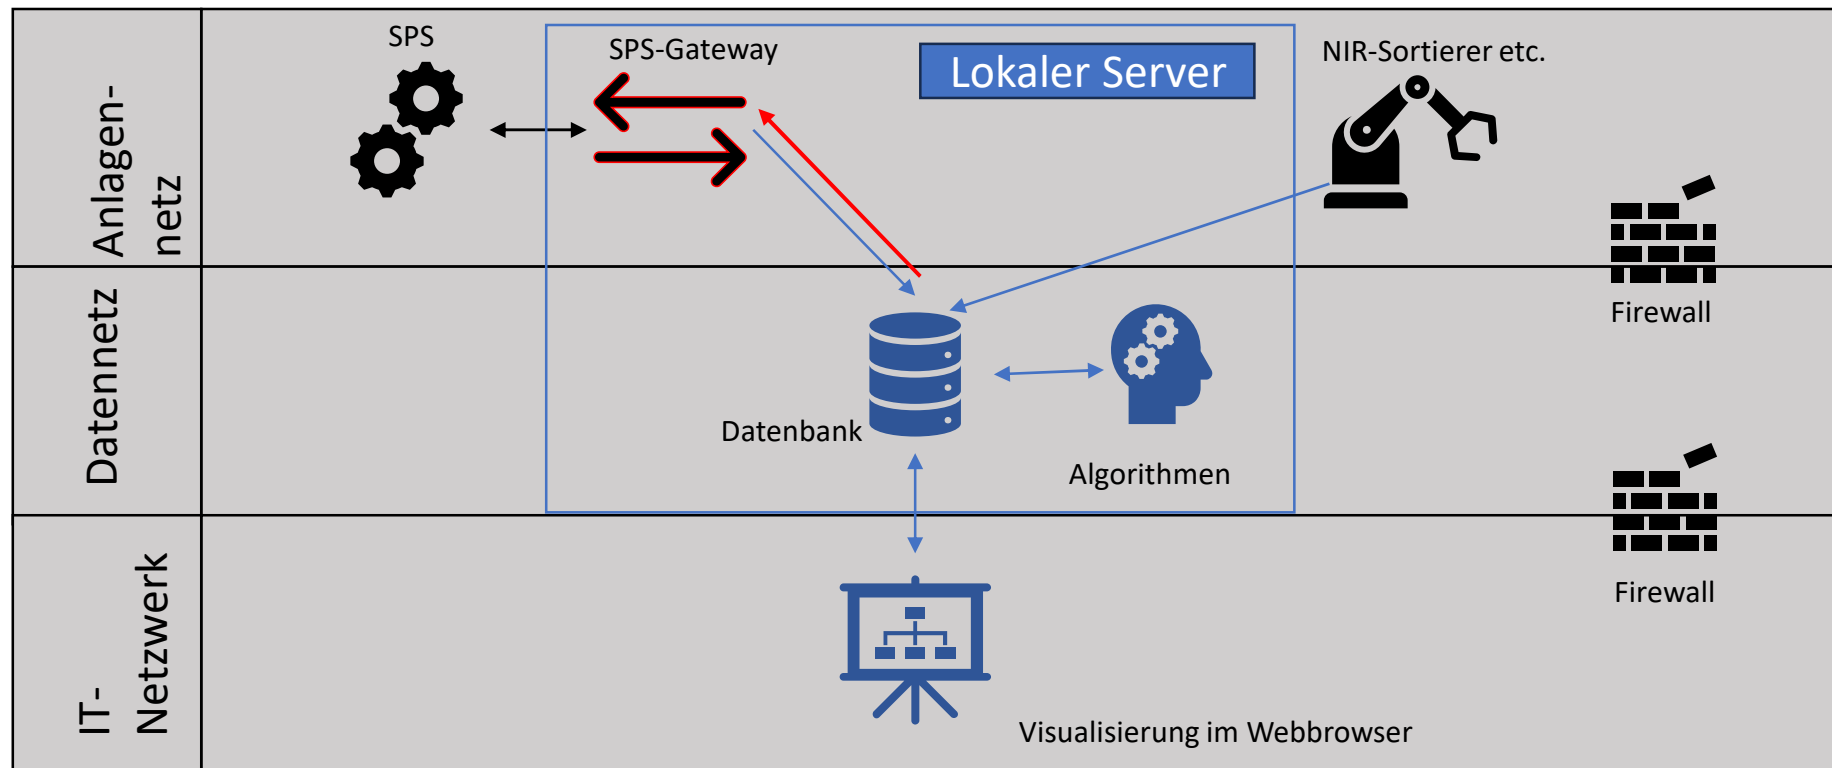 Anlagen-
netz
SPS
SPS-Gateway
Lokaler Server
NIR-Sortierer etc.
Firewall
Datennetz
Datenbank
Algorithmen
Firewall
IT-
Netzwerk
Visualisierung im Webbrowser